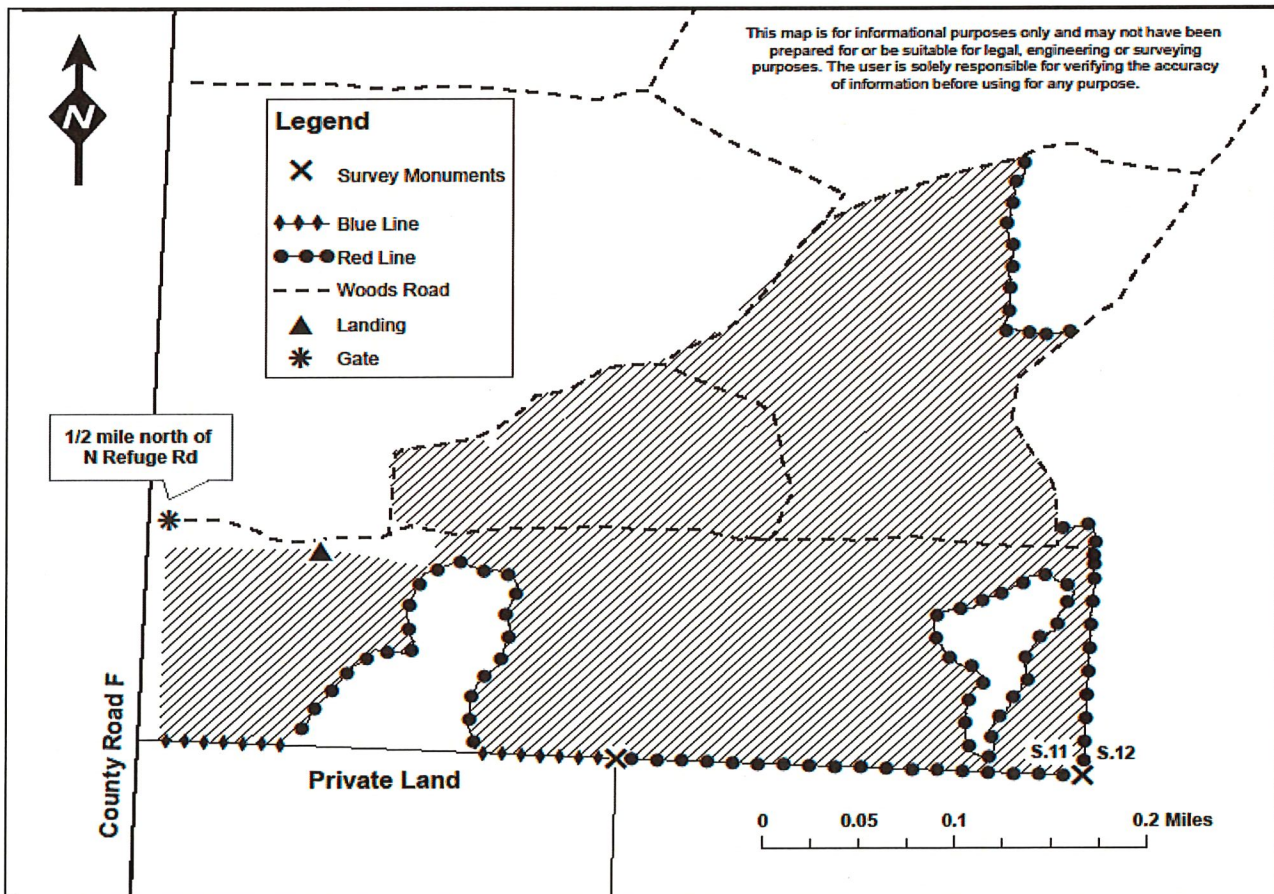 This map is for informational purposes only and may not have been
prepared for or be suitable for legal, engineering or surveying
purposes. The user is solely responsible for verifying the accuracy
of information before using for any purpose.
N
Legend
Survey Monuments
Blue Line
Red Line
Woods Road
Landing
Gate
1/2 mile north of
N Refuge Rd
County Road F
Private Land
S.11
S.12
0 0.05 0.1 0.2 Miles